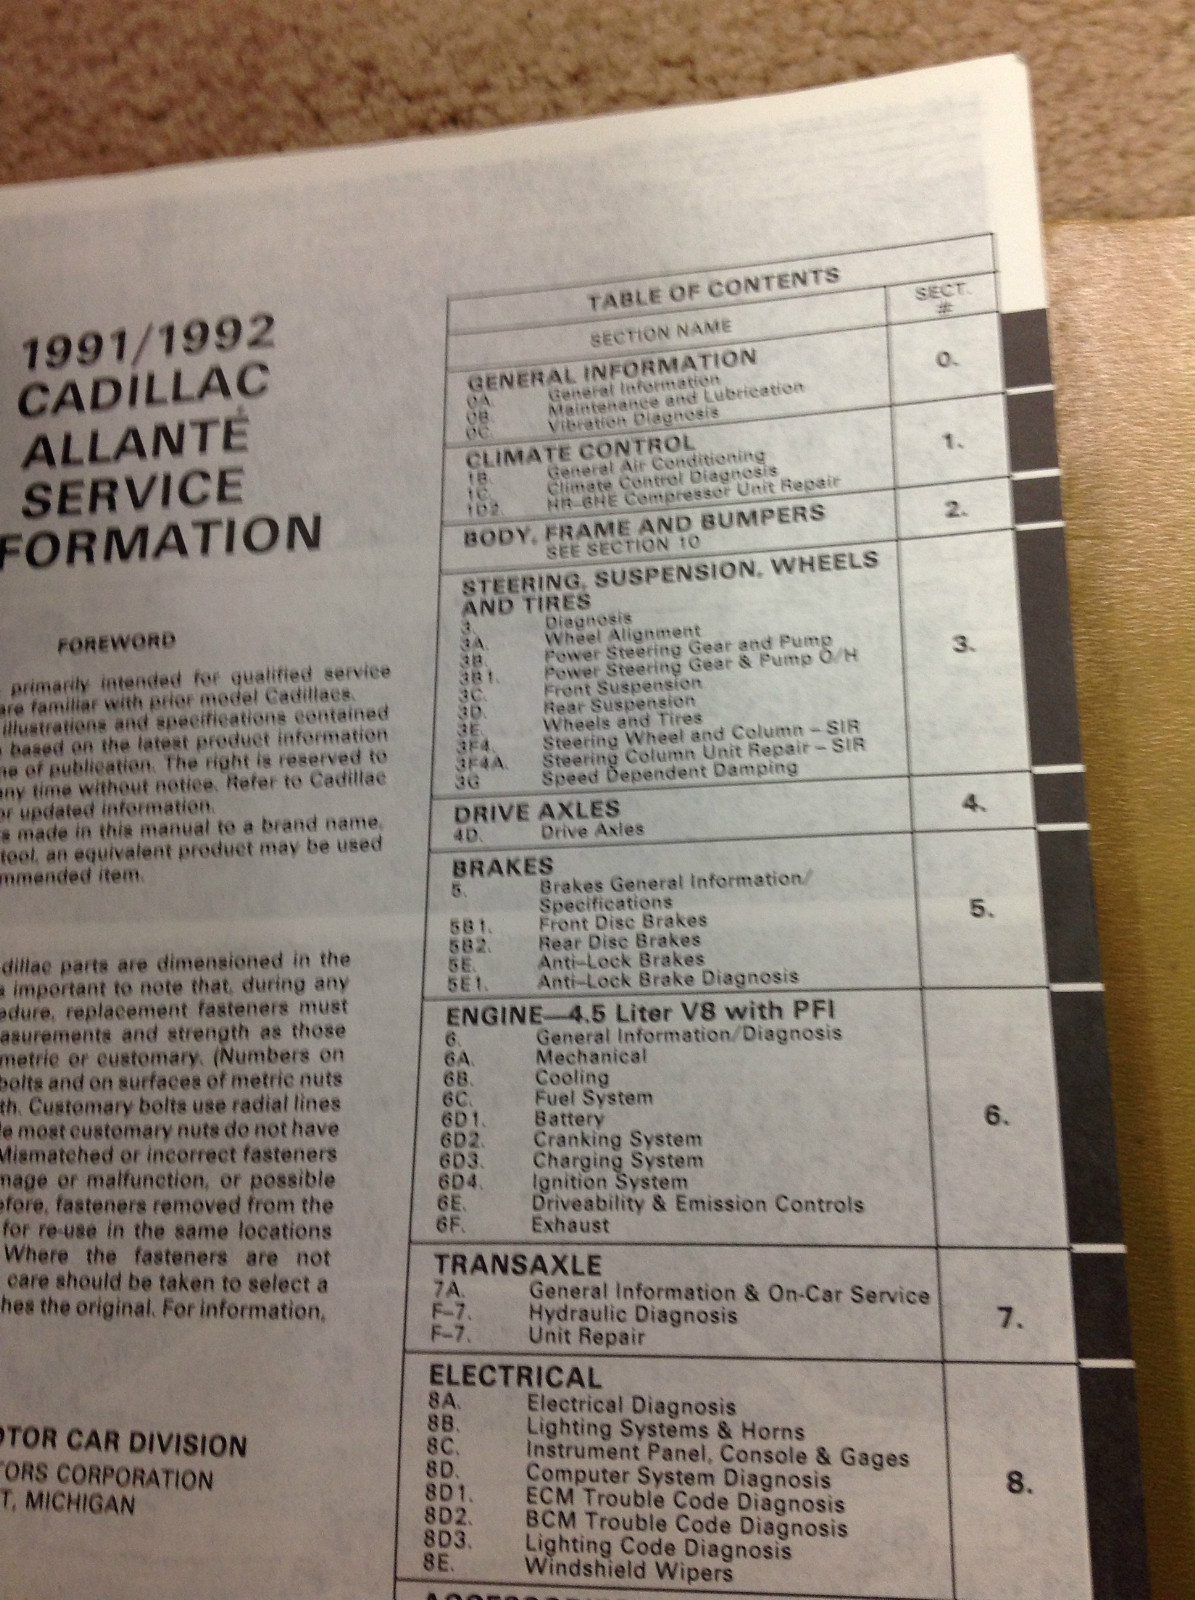 1991/1992
CADILLAC
ALLANTÉ
SERVICE
FORMATION
FOREWORD
primarily intended for qualified service
are familiar with prior model Cadillacs.
illustrations and specifications contained
based on the latest product information
of publication. The right is reserved to
any time without notice. Refer to Cadillac
or updated information.
made in this manual to a brand name,
tool, an equivalent product may be used
mmended item.
dillac parts are dimensioned in the
important to note that, during any
edure, replacement fasteners must
asurements and strength as those
metric or customary. (Numbers on
bolts and on surfaces of metric nuts
th. Customary bolts use radial lines
le most customary nuts do not have
Mismatched or incorrect fasteners
mage or malfunction, or possible
efore, fasteners removed from the
for re-use in the same locations
Where the fasteners are not
care should be taken to select a
hes the original. For information,
OTOR CAR DIVISION
TORS CORPORATION
T, MICHIGAN
TABLE OF CONTENTS
SECTION NAME SECT. #
GENERAL INFORMATION 0.
0A. General Information
0B. Maintenance and Lubrication
0C. Vibration Diagnosis
CLIMATE CONTROL 1.
1B. General Air Conditioning
1C. Climate Control Diagnosis
1D2. HR–6HE Compressor Unit Repair
BODY, FRAME AND BUMPERS 2.
SEE SECTION 10
STEERING, SUSPENSION, WHEELS
AND TIRES 3.
3. Diagnosis
3A. Wheel Alignment
3B. Power Steering Gear and Pump
3B1. Power Steering Gear & Pump O/H
3C. Front Suspension
3D. Rear Suspension
3E. Wheels and Tires
3F4. Steering Wheel and Column – SIR
3F4A. Steering Column Unit Repair – SIR
3G Speed Dependent Damping
DRIVE AXLES 4.
4D. Drive Axles
BRAKES 5.
5. Brakes General Information/
Specifications
5B1. Front Disc Brakes
5B2. Rear Disc Brakes
5E. Anti–Lock Brakes
5E1. Anti–Lock Brake Diagnosis
ENGINE—4.5 Liter V8 with PFI 6.
6. General Information/Diagnosis
6A. Mechanical
6B. Cooling
6C. Fuel System
6D1. Battery
6D2. Cranking System
6D3. Charging System
6D4. Ignition System
6E. Driveability & Emission Controls
6F. Exhaust
TRANSAXLE 7.
7A. General Information & On-Car Service
F–7. Hydraulic Diagnosis
F–7. Unit Repair
ELECTRICAL 8.
8A. Electrical Diagnosis
8B. Lighting Systems & Horns
8C. Instrument Panel, Console & Gages
8D. Computer System Diagnosis
8D1. ECM Trouble Code Diagnosis
8D2. BCM Trouble Code Diagnosis
8D3. Lighting Code Diagnosis
8E. Windshield Wipers